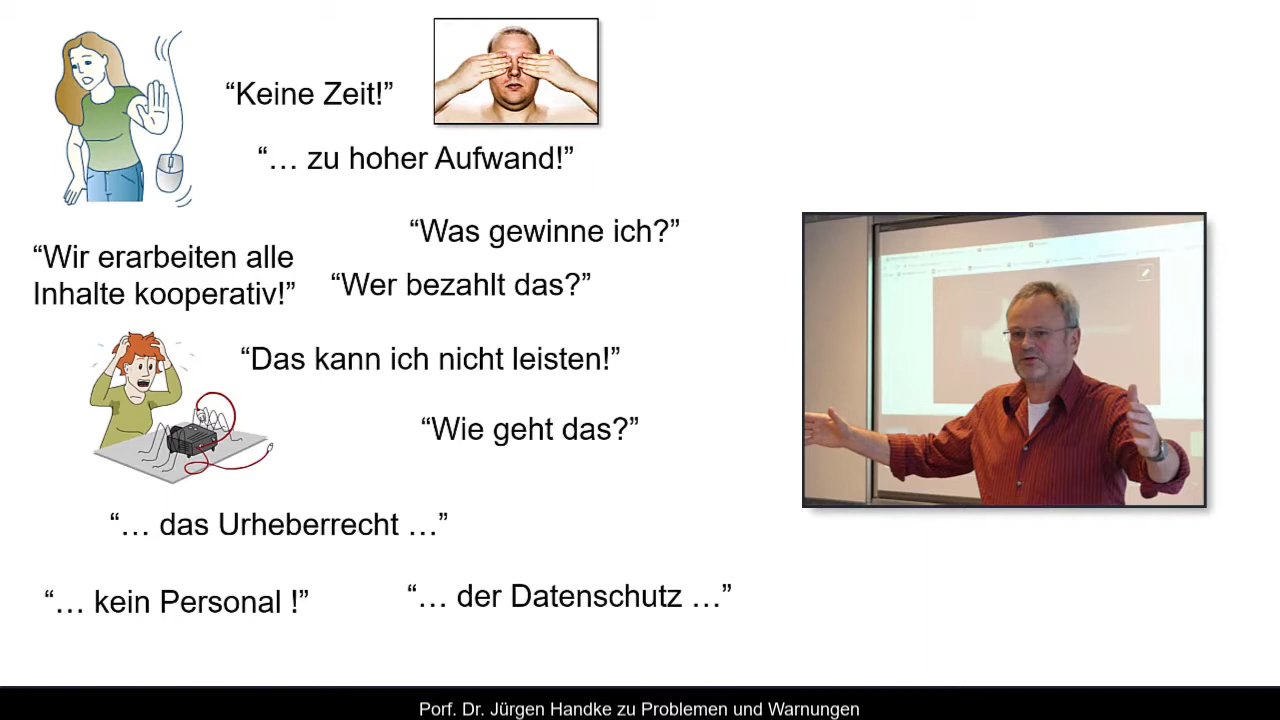 “Keine Zeit!”
“… zu hoher Aufwand!”
“Was gewinne ich?”
“Wir erarbeiten alle
Inhalte kooperativ!”
“Wer bezahlt das?”
“Das kann ich nicht leisten!”
“Wie geht das?”
“… das Urheberrecht …”
“… kein Personal !”
“… der Datenschutz …”
Porf. Dr. Jürgen Handke zu Problemen und Warnungen